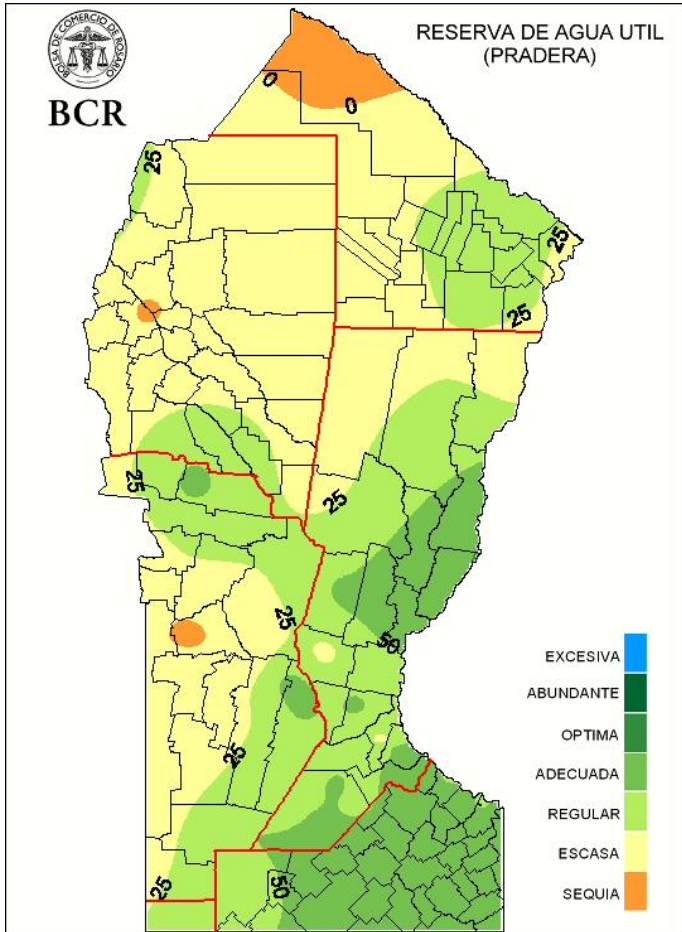 BOLSA DE COMERCIO DE ROSARIO
BCR
RESERVA DE AGUA UTIL
(PRADERA)
0
0
25
25
25
25
25
25
50
25
25
50
EXCESIVA
ABUNDANTE
OPTIMA
ADECUADA
REGULAR
ESCASA
SEQUIA